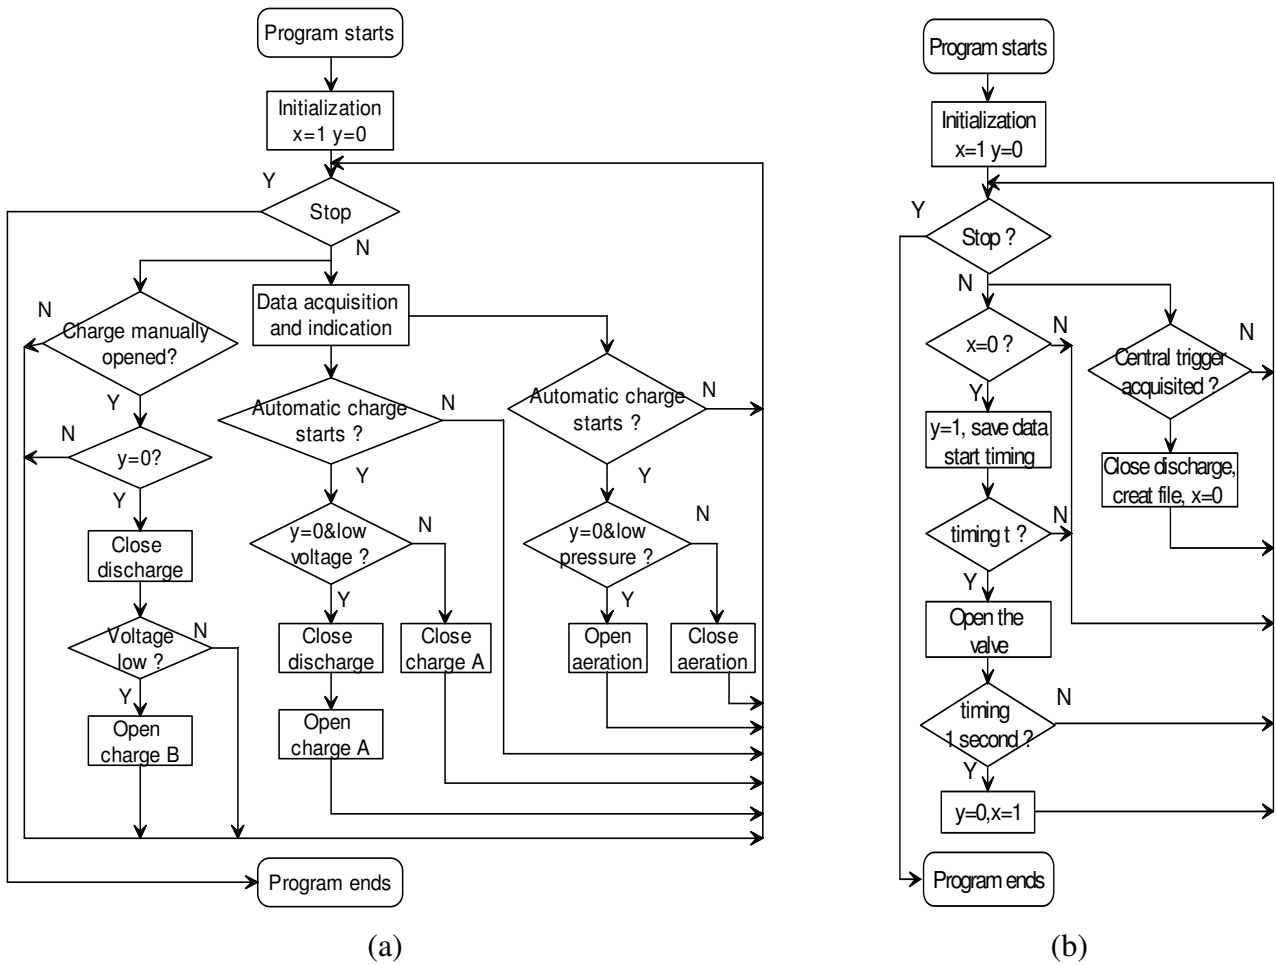 Program starts
Initialization
x=1 y=0
Y
Stop
N
N
Charge manually
opened?
Data acquisition
and indication
Y
Automatic charge
starts ?
N
Automatic charge
starts ?
N
N
y=0?
Y
Y
Y
y=0&low
voltage ?
N
y=0&low
pressure ?
N
Close
discharge
Y
Y
Voltage
low ?
N
Close
discharge
Close
charge A
Open
aeration
Close
aeration
Y
Open
charge B
Open
charge A
Program ends
(a)
Program starts
Initialization
x=1 y=0
Y
Stop ?
N
x=0 ?
N
Central trigger
acquisited ?
N
Y
y=1, save data
start timing
Close discharge,
creat file, x=0
timing t ?
N
Y
Open the
valve
timing
1 second ?
N
Y
y=0,x=1
Program ends
(b)